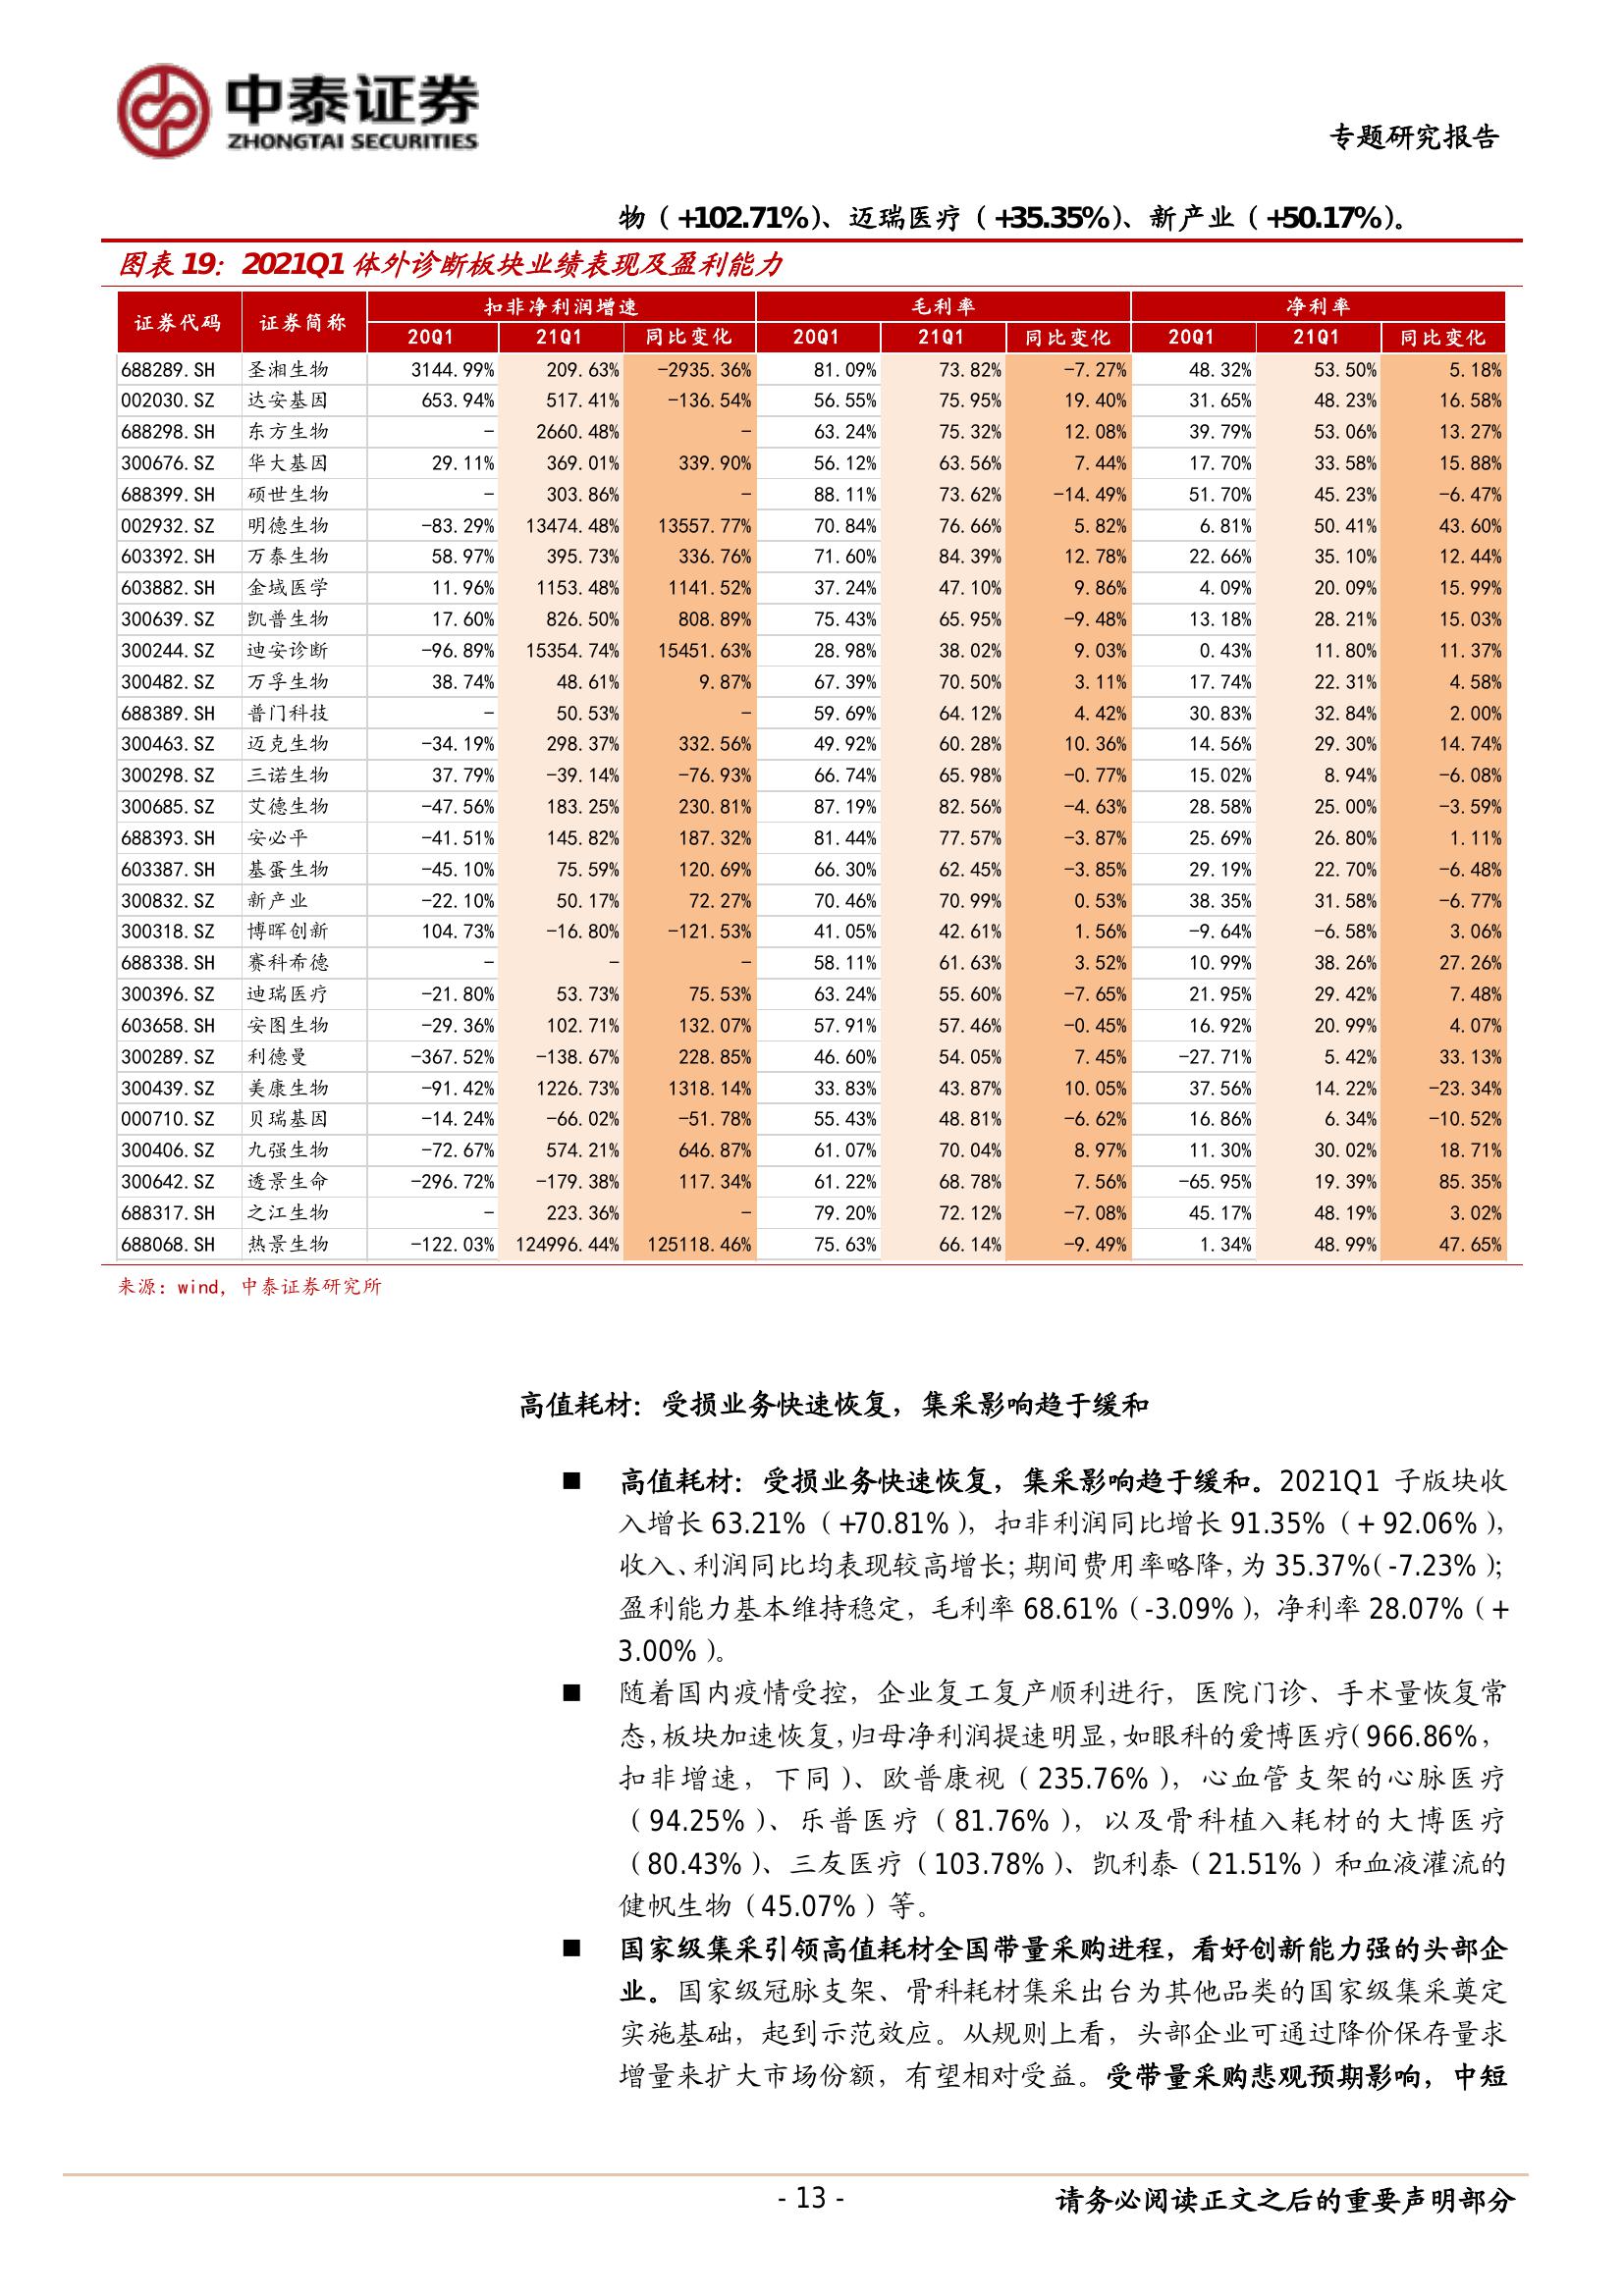 中泰证券
ZHONGTAI SECURITIES
专题研究报告
物（+102.71%）、迈瑞医疗（+35.35%）、新产业（+50.17%）。
图表 19：2021Q1 体外诊断板块业绩表现及盈利能力
证券代码 证券简称 扣非净利润增速 毛利率 净利率
20Q1 21Q1 同比变化 20Q1 21Q1 同比变化 20Q1 21Q1 同比变化
688289.SH 圣湘生物 3144.99% 209.63% -2935.36% 81.09% 73.82% -7.27% 48.32% 53.50% 5.18%
002030.SZ 达安基因 653.94% 517.41% -136.54% 56.55% 75.95% 19.40% 31.65% 48.23% 16.58%
688298.SH 东方生物 - 2660.48% - 63.24% 75.32% 12.08% 39.79% 53.06% 13.27%
300676.SZ 华大基因 29.11% 369.01% 339.90% 56.12% 63.56% 7.44% 17.70% 33.58% 15.88%
688399.SH 硕世生物 - 303.86% - 88.11% 73.62% -14.49% 51.70% 45.23% -6.47%
002932.SZ 明德生物 -83.29% 13474.48% 13557.77% 70.84% 76.66% 5.82% 6.81% 50.41% 43.60%
603392.SH 万泰生物 58.97% 395.73% 336.76% 71.60% 84.39% 12.78% 22.66% 35.10% 12.44%
603882.SH 金域医学 11.96% 1153.48% 1141.52% 37.24% 47.10% 9.86% 4.09% 20.09% 15.99%
300639.SZ 凯普生物 17.60% 826.50% 808.89% 75.43% 65.95% -9.48% 13.18% 28.21% 15.03%
300244.SZ 迪安诊断 -96.89% 15354.74% 15451.63% 28.98% 38.02% 9.03% 0.43% 11.80% 11.37%
300482.SZ 万孚生物 38.74% 48.61% 9.87% 67.39% 70.50% 3.11% 17.74% 22.31% 4.58%
688389.SH 普门科技 - 50.53% - 59.69% 64.12% 4.42% 30.83% 32.84% 2.00%
300463.SZ 迈克生物 -34.19% 298.37% 332.56% 49.92% 60.28% 10.36% 14.56% 29.30% 14.74%
300298.SZ 三诺生物 37.79% -39.14% -76.93% 66.74% 65.98% -0.77% 15.02% 8.94% -6.08%
300685.SZ 艾德生物 -47.56% 183.25% 230.81% 87.19% 82.56% -4.63% 28.58% 25.00% -3.59%
688393.SH 安必平 -41.51% 145.82% 187.32% 81.44% 77.57% -3.87% 25.69% 26.80% 1.11%
603387.SH 基蛋生物 -45.10% 75.59% 120.69% 66.30% 62.45% -3.85% 29.19% 22.70% -6.48%
300832.SZ 新产业 -22.10% 50.17% 72.27% 70.46% 70.99% 0.53% 38.35% 31.58% -6.77%
300318.SZ 博晖创新 104.73% -16.80% -121.53% 41.05% 42.61% 1.56% -9.64% -6.58% 3.06%
688338.SH 赛科希德 - - - 58.11% 61.63% 3.52% 10.99% 38.26% 27.26%
300396.SZ 迪瑞医疗 -21.80% 53.73% 75.53% 63.24% 55.60% -7.65% 21.95% 29.42% 7.48%
603658.SH 安图生物 -29.36% 102.71% 132.07% 57.91% 57.46% -0.45% 16.92% 20.99% 4.07%
300289.SZ 利德曼 -367.52% -138.67% 228.85% 46.60% 54.05% 7.45% -27.71% 5.42% 33.13%
300439.SZ 美康生物 -91.42% 1226.73% 1318.14% 33.83% 43.87% 10.05% 37.56% 14.22% -23.34%
000710.SZ 贝瑞基因 -14.24% -66.02% -51.78% 55.43% 48.81% -6.62% 16.86% 6.34% -10.52%
300406.SZ 九强生物 -72.67% 574.21% 646.87% 61.07% 70.04% 8.97% 11.30% 30.02% 18.71%
300642.SZ 透景生命 -296.72% -179.38% 117.34% 61.22% 68.78% 7.56% -65.95% 19.39% 85.35%
688317.SH 之江生物 - 223.36% - 79.20% 72.12% -7.08% 45.17% 48.19% 3.02%
688068.SH 热景生物 -122.03% 124996.44% 125118.46% 75.63% 66.14% -9.49% 1.34% 48.99% 47.65%
来源：wind，中泰证券研究所
高值耗材：受损业务快速恢复，集采影响趋于缓和
■ 高值耗材：受损业务快速恢复，集采影响趋于缓和。2021Q1 子版块收
入增长 63.21%（+70.81%），扣非利润同比增长 91.35%（+ 92.06%），
收入、利润同比均表现较高增长；期间费用率略降，为 35.37%（-7.23%）；
盈利能力基本维持稳定，毛利率 68.61%（-3.09%），净利率 28.07%（+
3.00%）。
■ 随着国内疫情受控，企业复工复产顺利进行，医院门诊、手术量恢复常
态，板块加速恢复，归母净利润提速明显，如眼科的爱博医疗（966.86%，
扣非增速，下同）、欧普康视（235.76%），心血管支架的心脉医疗
（94.25%）、乐普医疗（81.76%），以及骨科植入耗材的大博医疗
（80.43%）、三友医疗（103.78%）、凯利泰（21.51%）和血液灌流的
健帆生物（45.07%）等。
■ 国家级集采引领高值耗材全国带量采购进程，看好创新能力强的头部企
业。国家级冠脉支架、骨科耗材集采出台为其他品类的国家级集采奠定
实施基础，起到示范效应。从规则上看，头部企业可通过降价保存量求
增量来扩大市场份额，有望相对受益。受带量采购悲观预期影响，中短
- 13 -
请务必阅读正文之后的重要声明部分